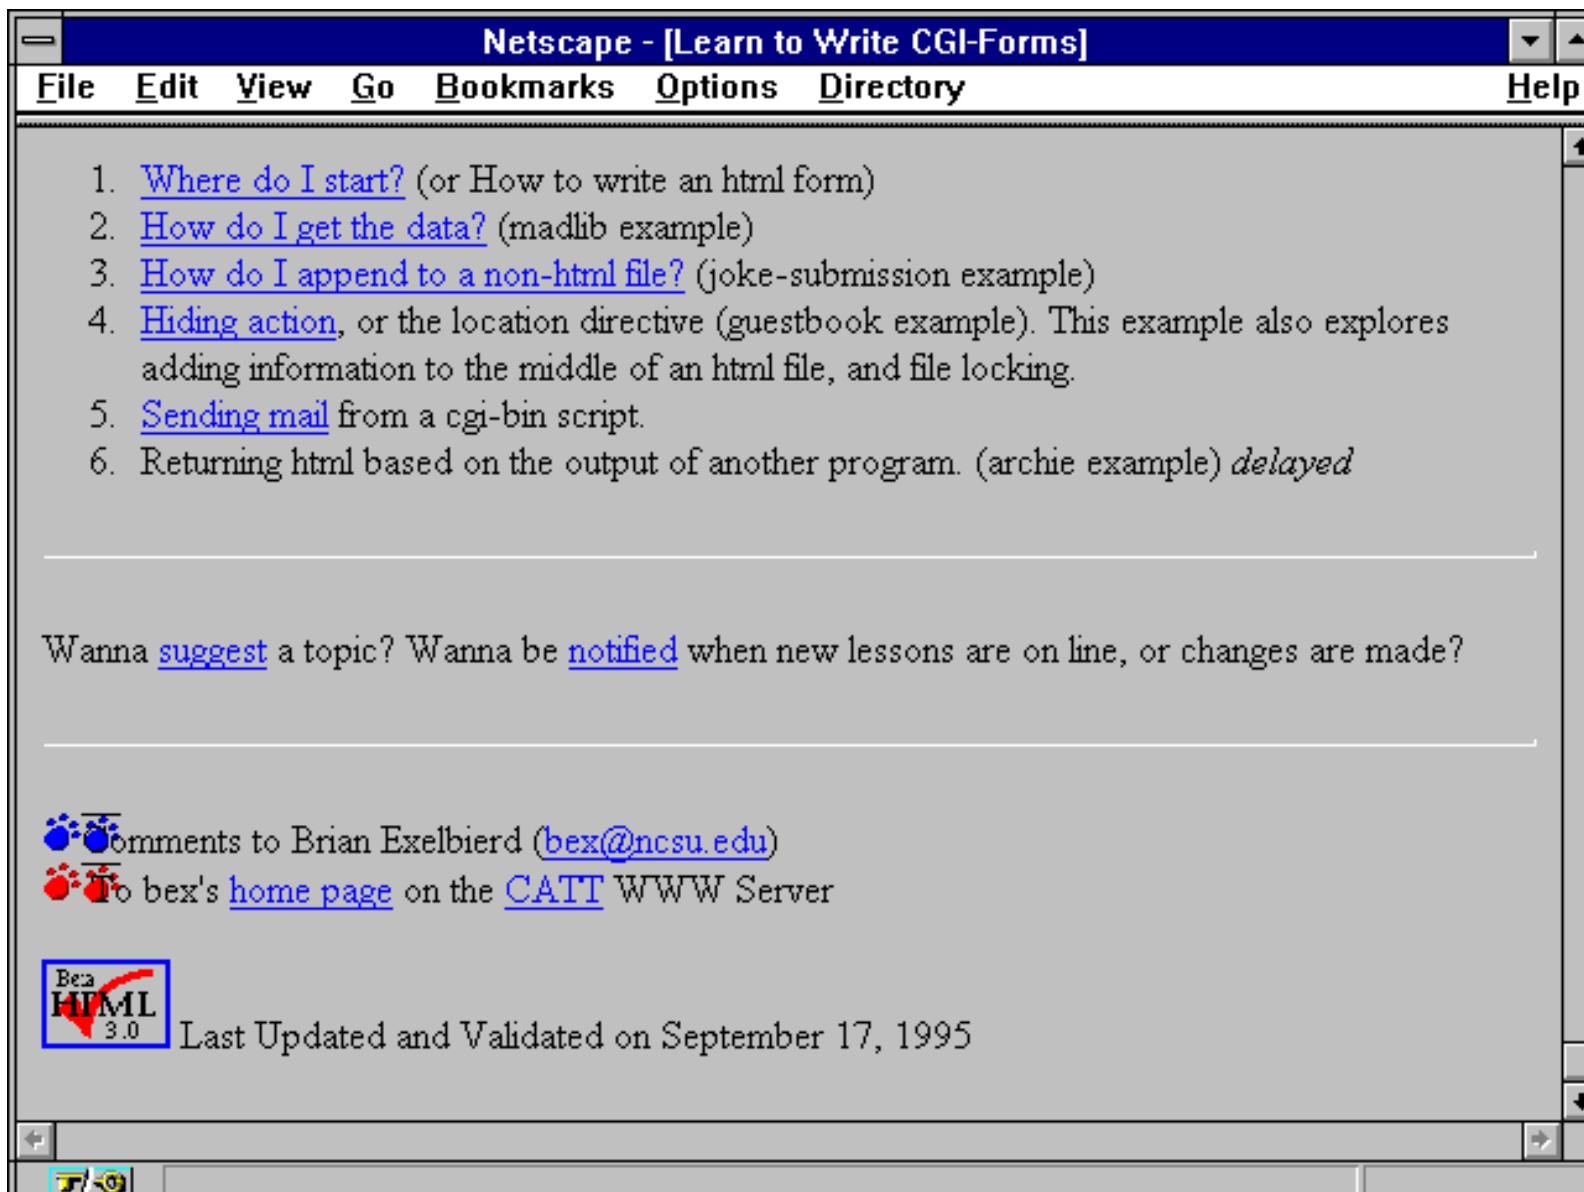 Netscape - [Learn to Write CGI-Forms]
File Edit View Go Bookmarks Options Directory Help
1. Where do I start? (or How to write an html form)
2. How do I get the data? (madlib example)
3. How do I append to a non-html file? (joke-submission example)
4. Hiding action, or the location directive (guestbook example). This example also explores
adding information to the middle of an html file, and file locking.
5. Sending mail from a cgi-bin script.
6. Returning html based on the output of another program. (archie example) delayed
Wanna suggest a topic? Wanna be notified when new lessons are on line, or changes are made?
Comments to Brian Exelbierd (bex@ncsu.edu)
To bex's home page on the CATT WWW Server
Beta
HTML
3.0
Last Updated and Validated on September 17, 1995